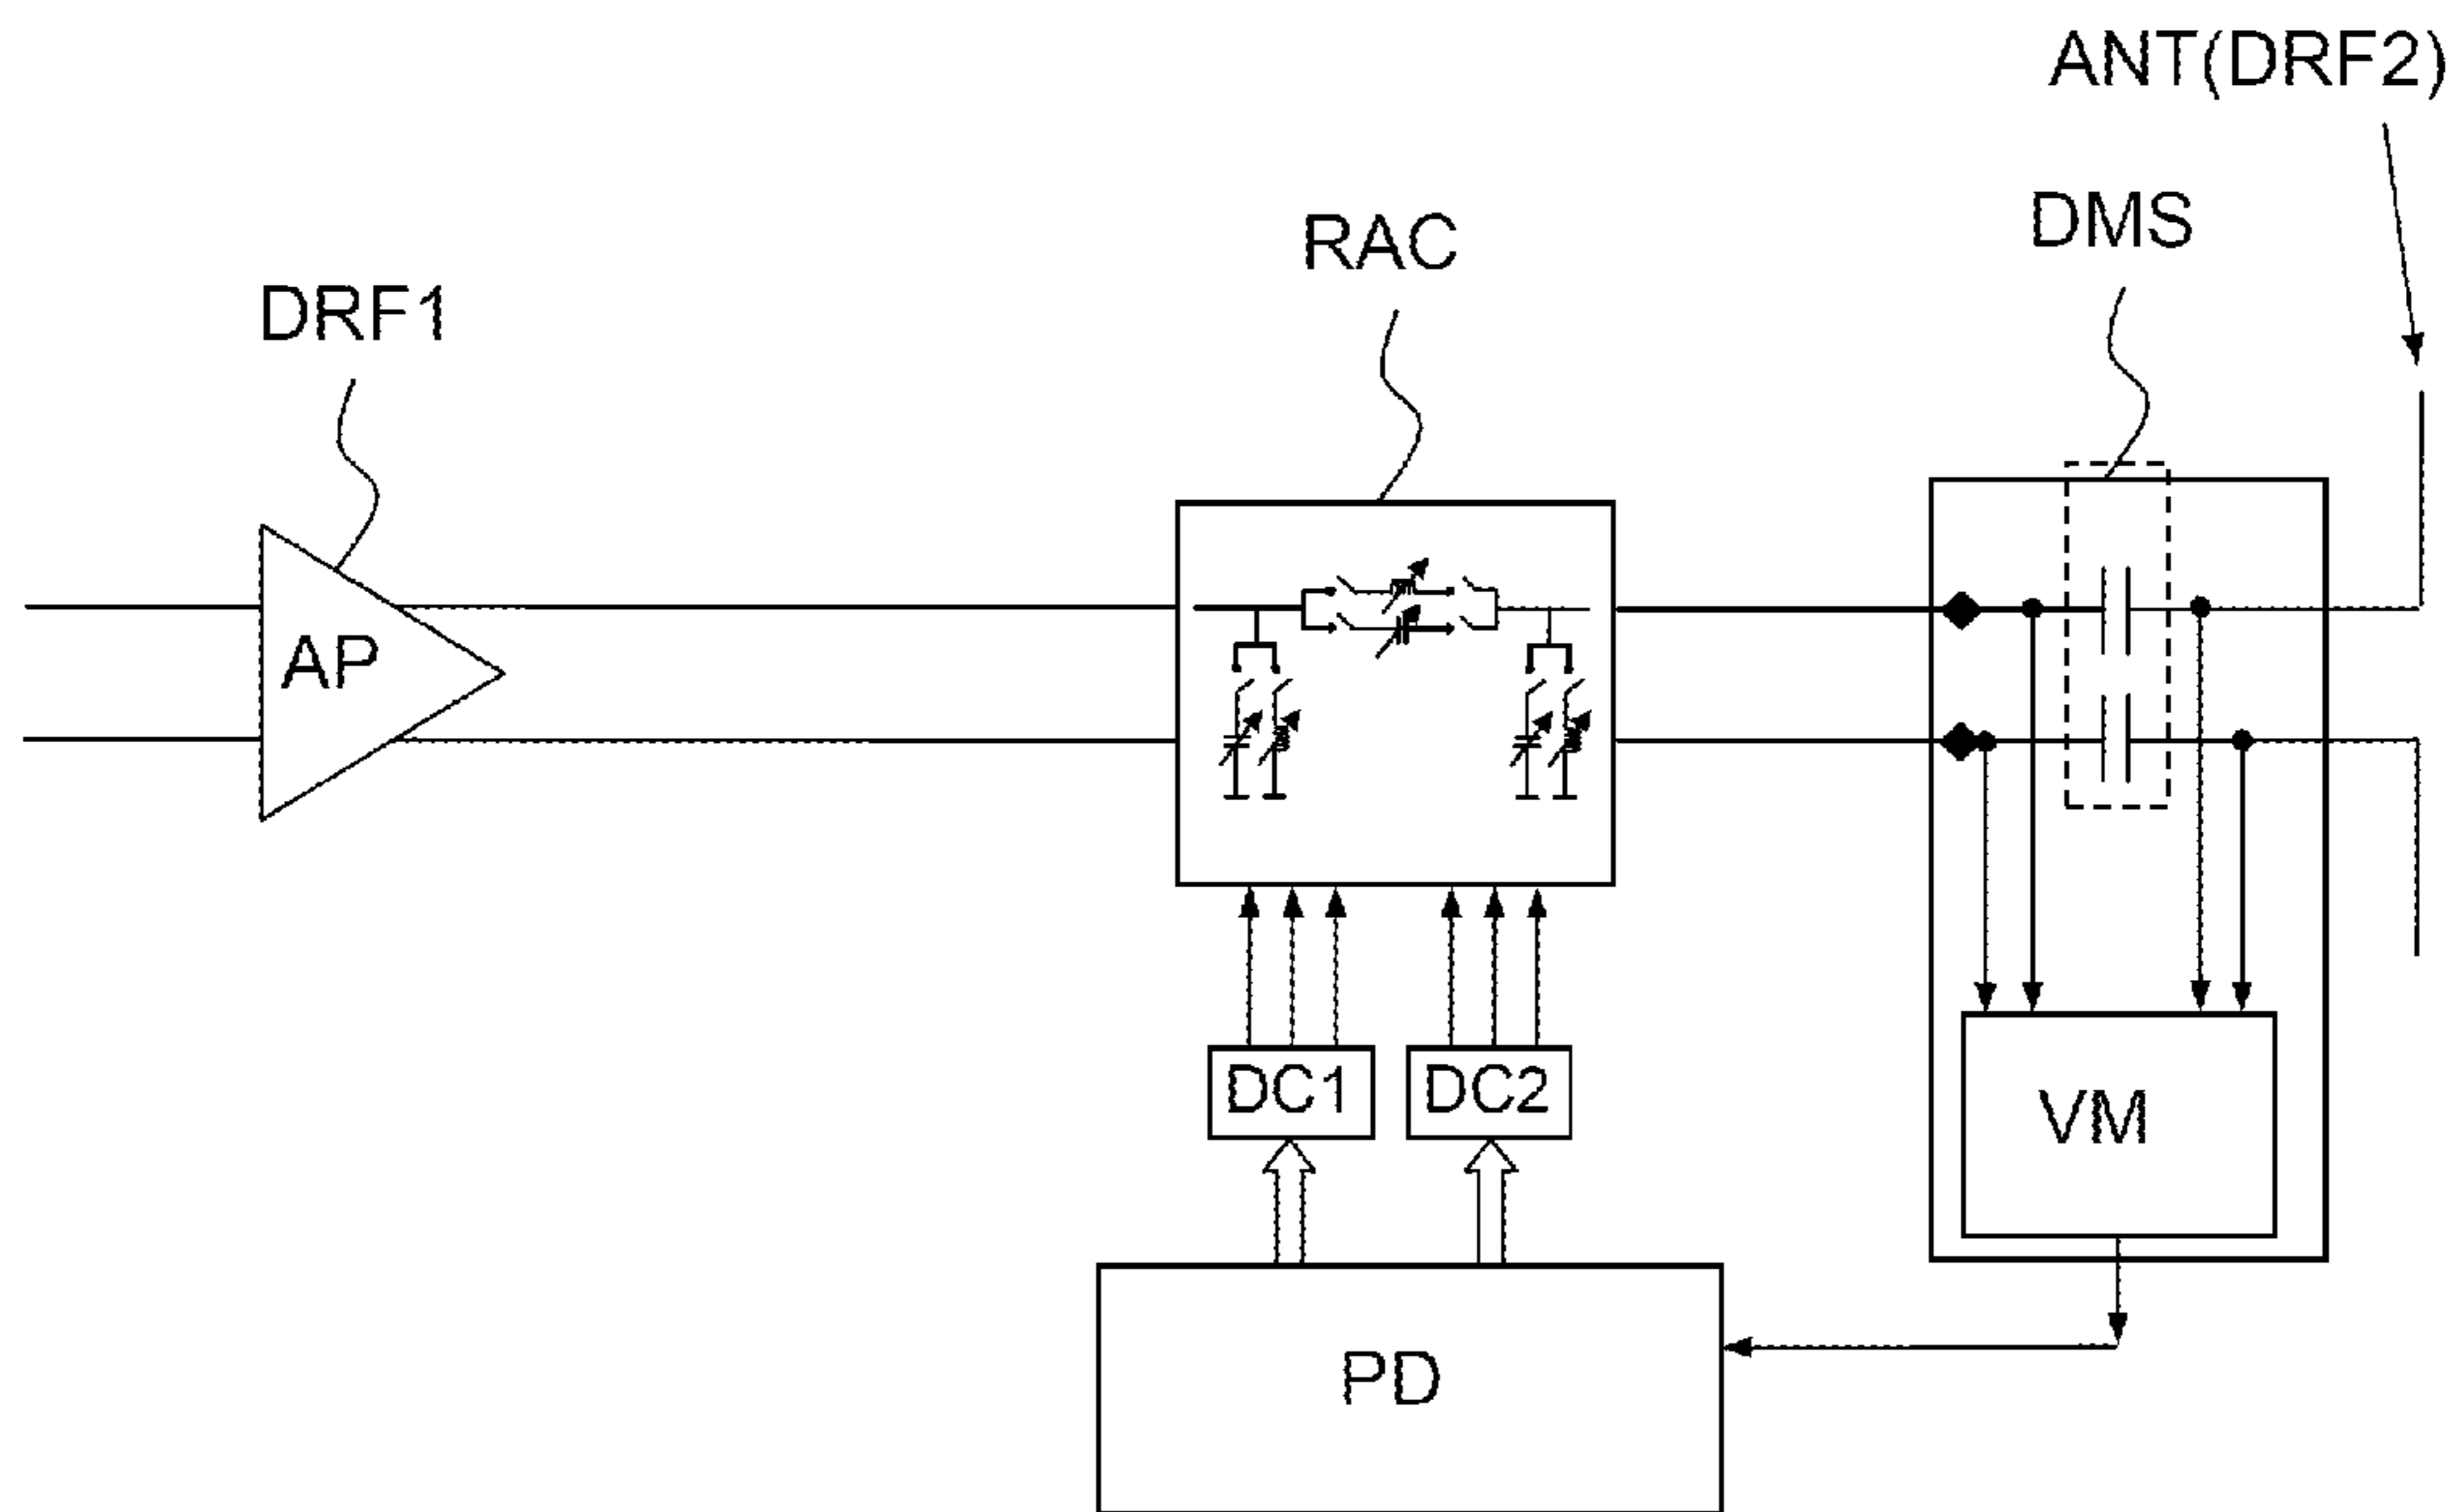 ANT(DRF2)
DMS
RAC
DRF1
AP
DC1
DC2
VM
PD